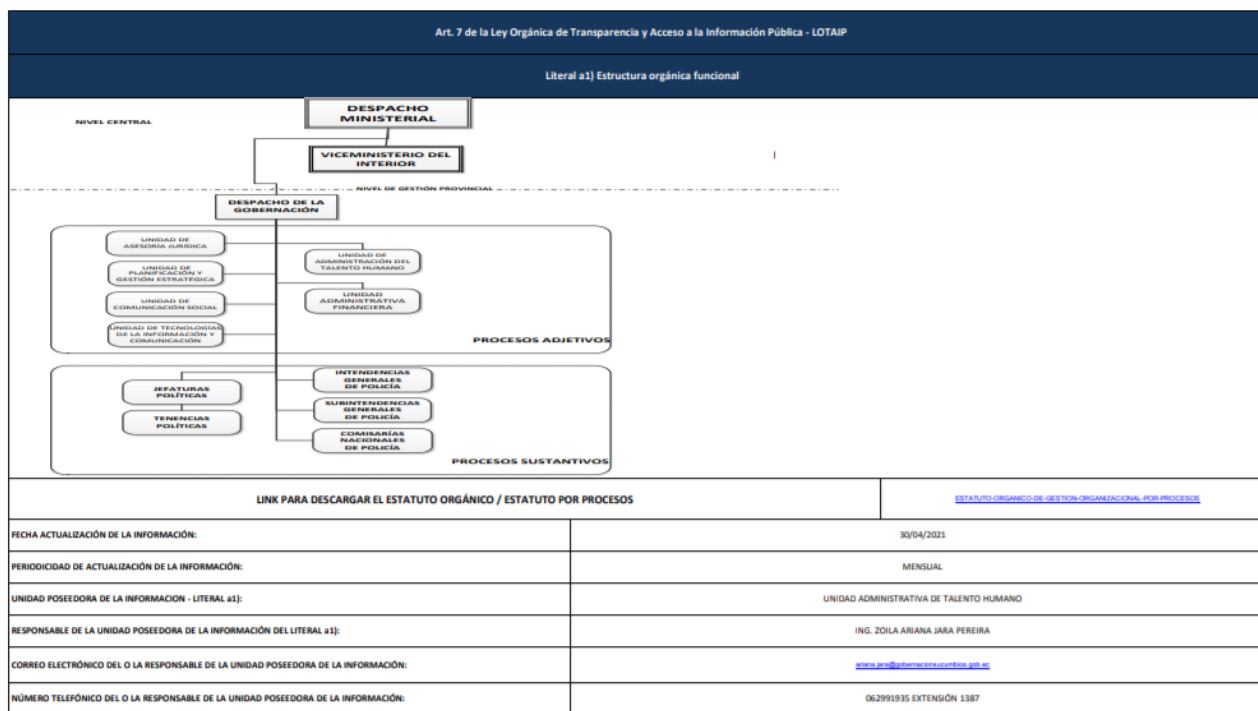 Art. 7 de la Ley Orgánica de Transparencia y Acceso a la Información Pública - LOTAIP
Literal a1) Estructura orgánica funcional
NIVEL CENTRAL
DESPACHO
MINISTERIAL
VICEMINISTERIO DEL
INTERIOR
NIVEL DE GESTIÓN PROVINCIAL
DESPACHO DE LA
GOBERNACIÓN
UNIDAD DE
ASESORÍA JURÍDICA
UNIDAD DE
ADMINISTRACIÓN DEL
TALENTO HUMANO
UNIDAD DE
PLANIFICACIÓN Y
GESTIÓN ESTRATÉGICA
UNIDAD DE
COMUNICACIÓN SOCIAL
UNIDAD
ADMINISTRATIVA
FINANCIERA
UNIDAD DE TECNOLOGÍAS
DE LA INFORMACIÓN Y
COMUNICACIÓN
PROCESOS ADJETIVOS
JEFATURAS
POLÍTICAS
TENENCIAS
POLÍTICAS
INTENDENCIAS
GENERALES
DE POLICÍA
SUBINTENDENCIAS
GENERALES
DE POLICÍA
COMISARÍAS
NACIONALES
DE POLICÍA
PROCESOS SUSTANTIVOS
LINK PARA DESCARGAR EL ESTATUTO ORGÁNICO / ESTATUTO POR PROCESOS
ESTATUTO-ORGANICO-DE-GESTION-ORGANIZACIONAL-POR-PROCESOS
FECHA ACTUALIZACIÓN DE LA INFORMACIÓN: 30/04/2021
PERIODICIDAD DE ACTUALIZACIÓN DE LA INFORMACIÓN: MENSUAL
UNIDAD POSEEDORA DE LA INFORMACION - LITERAL a1): UNIDAD ADMINISTRATIVA DE TALENTO HUMANO
RESPONSABLE DE LA UNIDAD POSEEDORA DE LA INFORMACIÓN DEL LITERAL a1): ING. ZOILA ARIANA JARA PEREIRA
CORREO ELECTRÓNICO DEL O LA RESPONSABLE DE LA UNIDAD POSEEDORA DE LA INFORMACIÓN: ariana.jara@gobernacionsucumbios.gob.ec
NÚMERO TELEFÓNICO DEL O LA RESPONSABLE DE LA UNIDAD POSEEDORA DE LA INFORMACIÓN: 062991935 EXTENSIÓN 1387